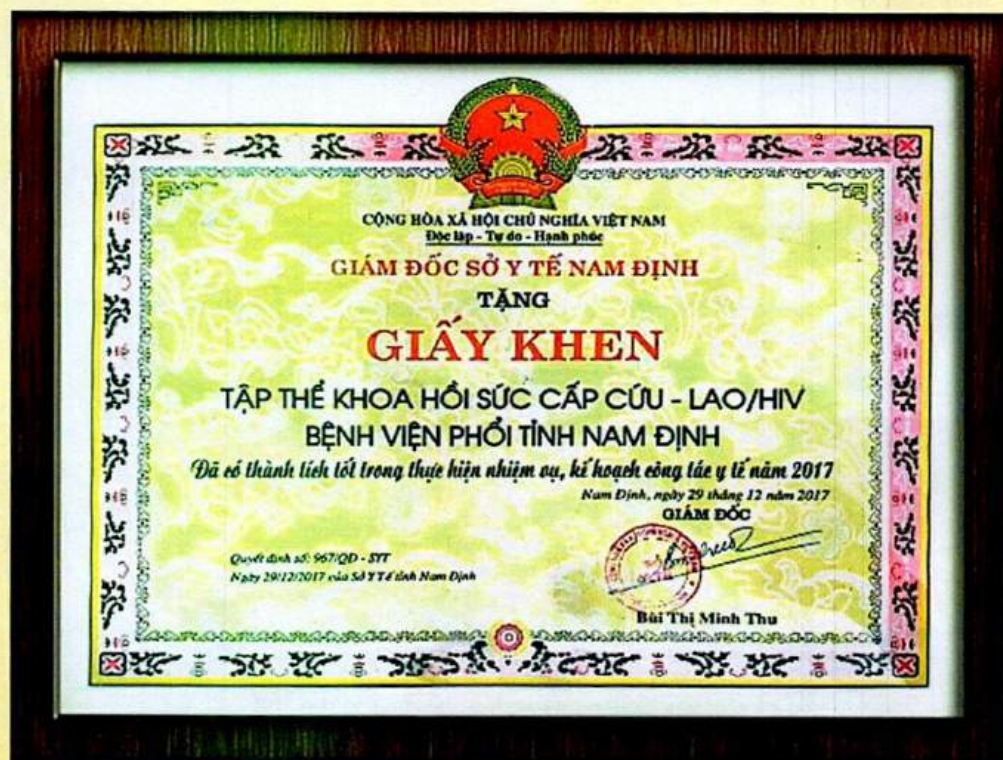 CỘNG HÒA XÃ HỘI CHỦ NGHĨA VIỆT NAM
Độc lập - Tự do - Hạnh phúc
GIÁM ĐỐC SỞ Y TẾ NAM ĐỊNH
TẶNG
GIẤY KHEN
TẬP THỂ KHOA HỒI SỨC CẤP CỨU - LAO/HIV
BỆNH VIỆN PHỔI TỈNH NAM ĐỊNH
Đã có thành tích tốt trong thực hiện nhiệm vụ, kế hoạch công tác y tế năm 2017
Nam Định, ngày 29 tháng 12 năm 2017
GIÁM ĐỐC
Quyết định số: 967/QD - SYT
Ngày 29/12/2017 của Sở Y Tế tỉnh Nam Định
Bùi Thị Minh Thu